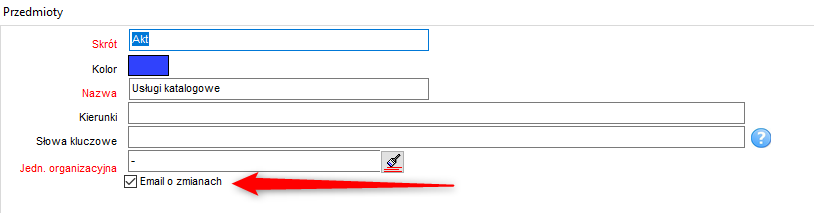 Przedmioty
Skrót Akt
Kolor
Nazwa Usługi katalogowe
Kierunki
Słowa kluczowe ?
Jedn. organizacyjna -
Email o zmianach